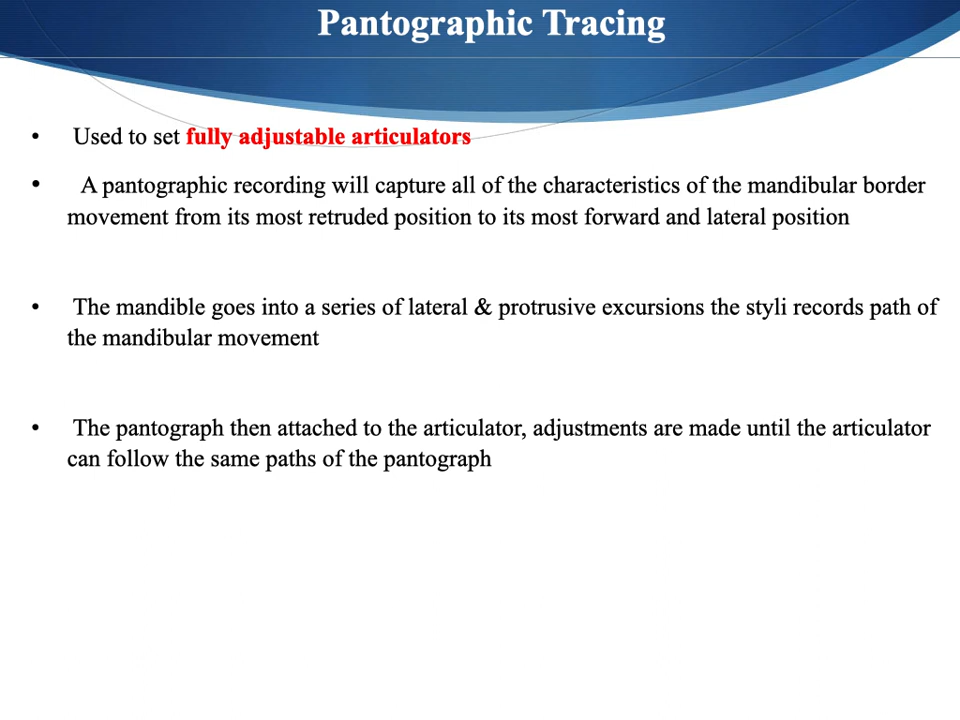 Pantographic Tracing
• Used to set fully adjustable articulators
• A pantographic recording will capture all of the characteristics of the mandibular border
movement from its most retruded position to its most forward and lateral position
• The mandible goes into a series of lateral & protrusive excursions the styli records path of
the mandibular movement
• The pantograph then attached to the articulator, adjustments are made until the articulator
can follow the same paths of the pantograph